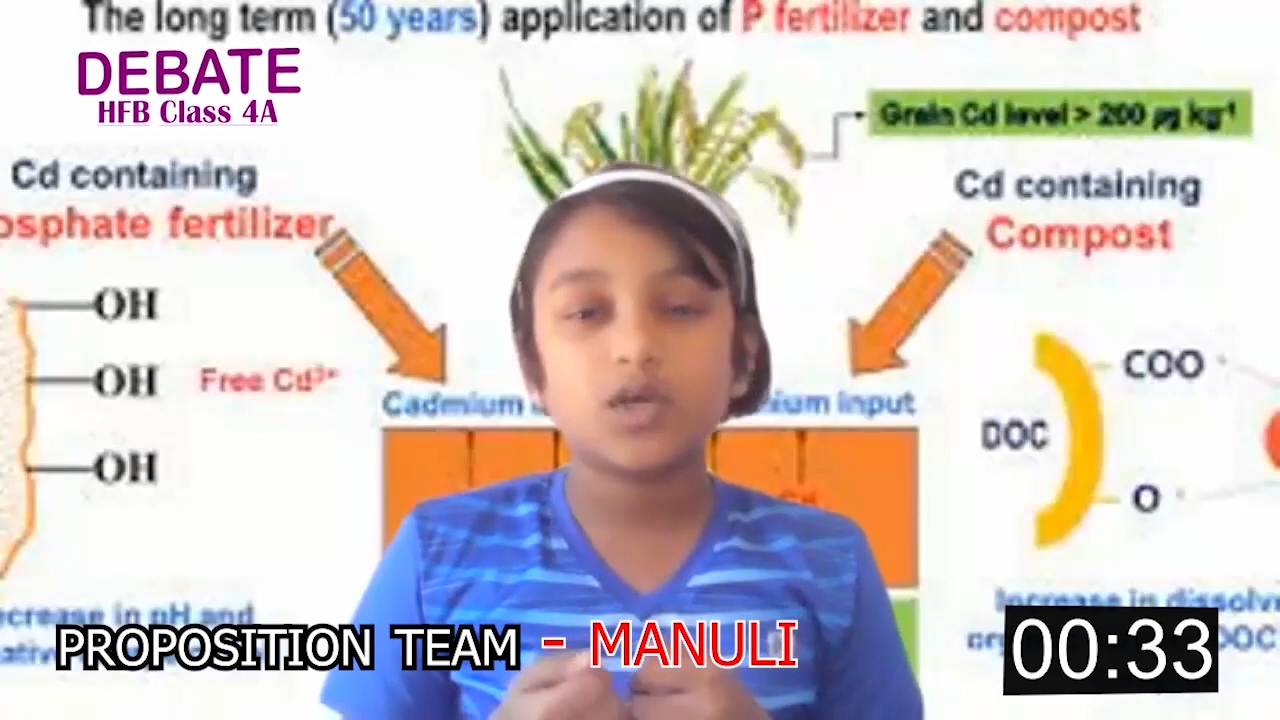 The long term (50 years) application of P fertilizer and compost
DEBATE
HFB Class 4A
Grain Cd level > 200 µg kg⁻¹
Cd containing
osphate fertilizer
Cd containing
Compost
OH
OH
Free Cd²⁺
OH
Cadmium
ium input
COO
DOC
O
ecrease in pH and
Increase in dissolv
PROPOSITION TEAM - MANULI
00:33